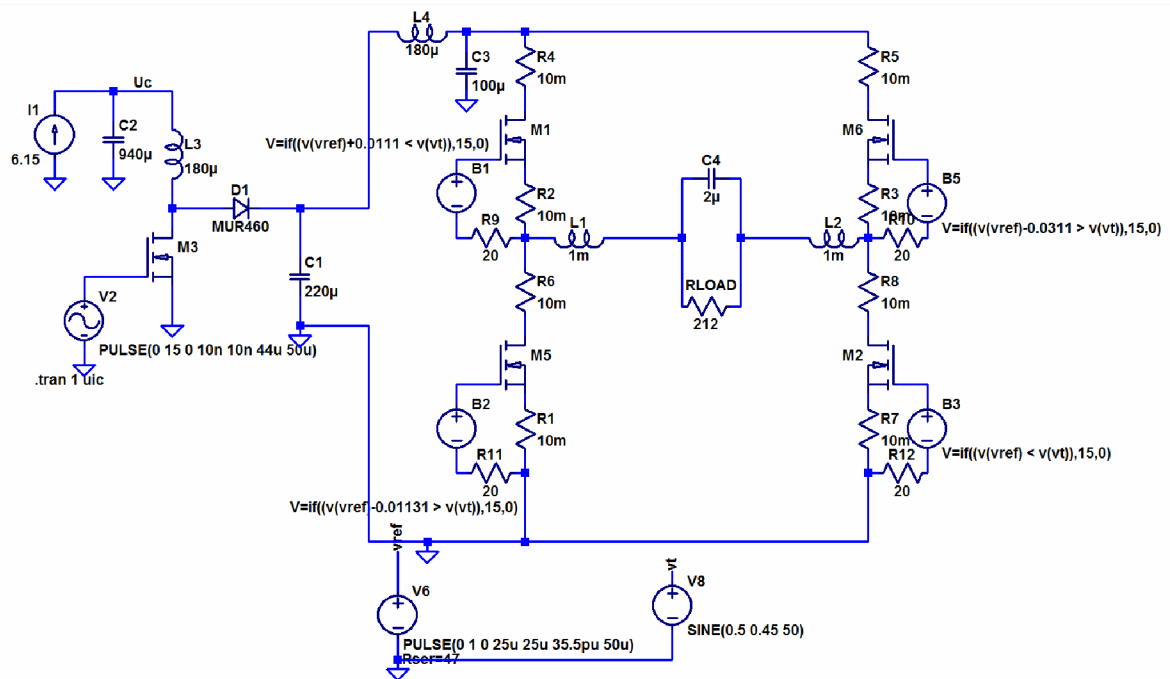 L4
180µ
C3
100µ
R4
10m
R5
10m
Uc
I1
6.15
C2
940µ
L3
180µ
V=if((v(vref)+0.0111 < v(vt)),15,0)
M1
M6
B1
R2
10m
R9
20
C4
2µ
R3
10m
B5
R10
20
V=if((v(vref)-0.0311 > v(vt)),15,0)
D1
MUR460
M3
C1
220µ
V2
PULSE(0 15 0 10n 10n 44u 50u)
.tran 1 uic
L1
1m
L2
1m
RLOAD
212
R6
10m
R8
10m
M5
M2
B2
R1
10m
R11
20
R7
10m
B3
R12
20
V=if((v(vref) < v(vt)),15,0)
V=if((v(vref)-0.01131 > v(vt)),15,0)
vref
V6
PULSE(0 1 0 25u 25u 35.5pu 50u)
Rser=47
vt
V8
SINE(0.5 0.45 50)